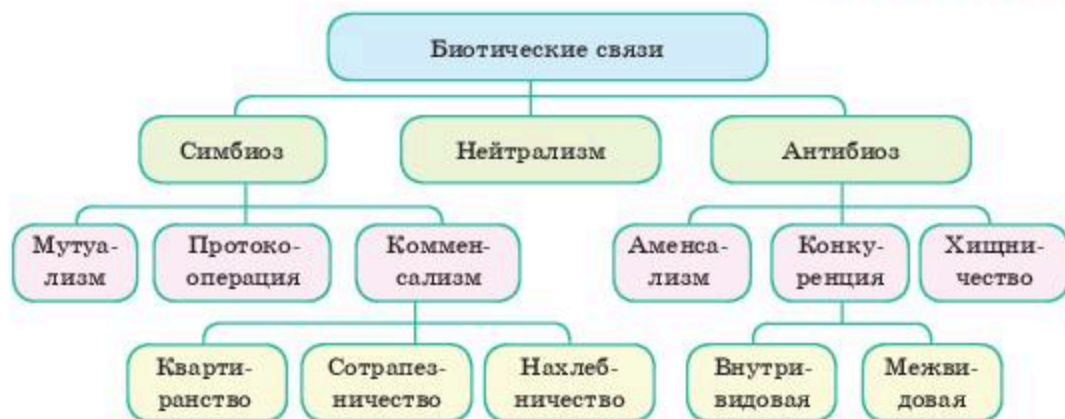 Биотические связи
Симбиоз
Нейтрализм
Антибиоз
Мутуа-
лизм
Протоко-
операция
Коммен-
сализм
Аменса-
лизм
Конку-
ренция
Хищни-
чество
Кварти-
ранство
Сотрапез-
ничество
Нахлеб-
ничество
Внутри-
видовая
Межви-
довая